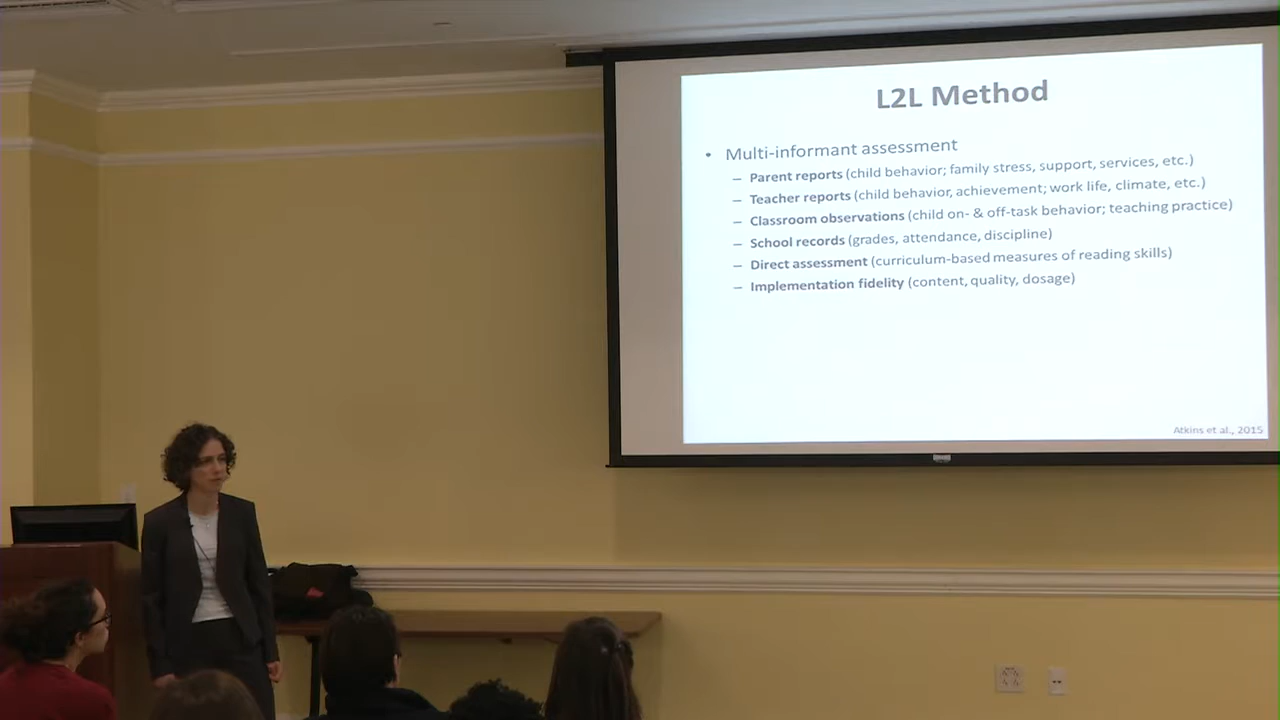 L2L Method
• Multi-informant assessment
– Parent reports (child behavior; family stress, support, services, etc.)
– Teacher reports (child behavior, achievement; work life, climate, etc.)
– Classroom observations (child on- & off-task behavior; teaching practice)
– School records (grades, attendance, discipline)
– Direct assessment (curriculum-based measures of reading skills)
– Implementation fidelity (content, quality, dosage)
Atkins et al., 2015